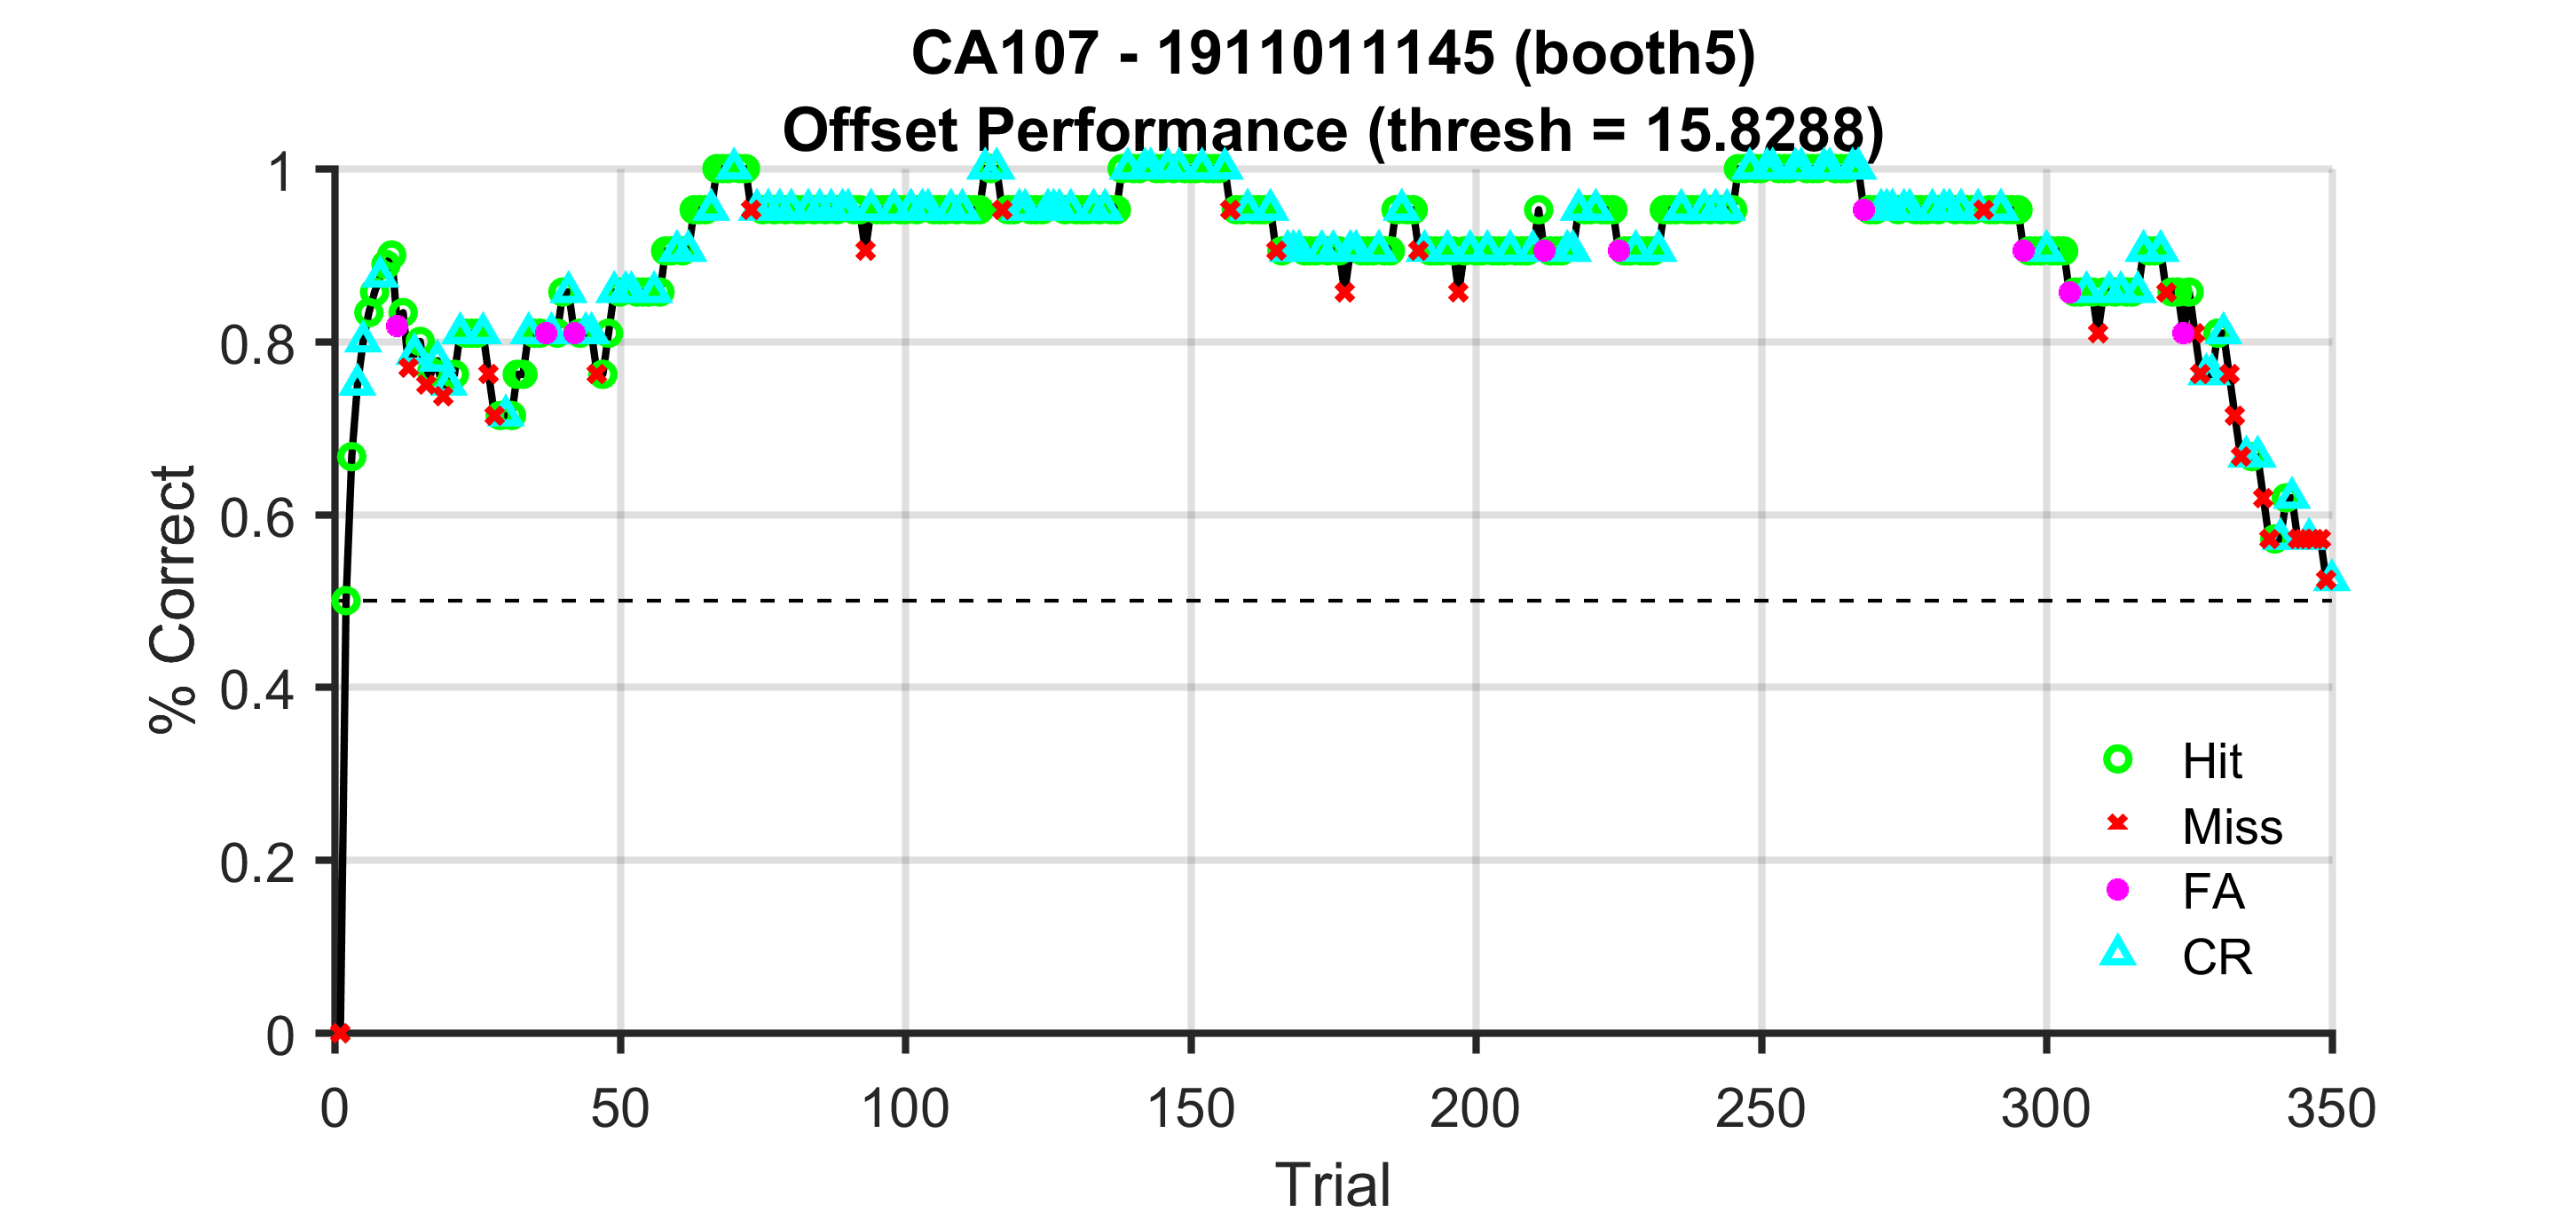 CA107 - 1911011145 (booth5)
Offset Performance (thresh = 15.8288)
% Correct
1
0.8
0.6
0.4
0.2
0
0 50 100 150 200 250 300 350
Trial
Hit
Miss
FA
CR